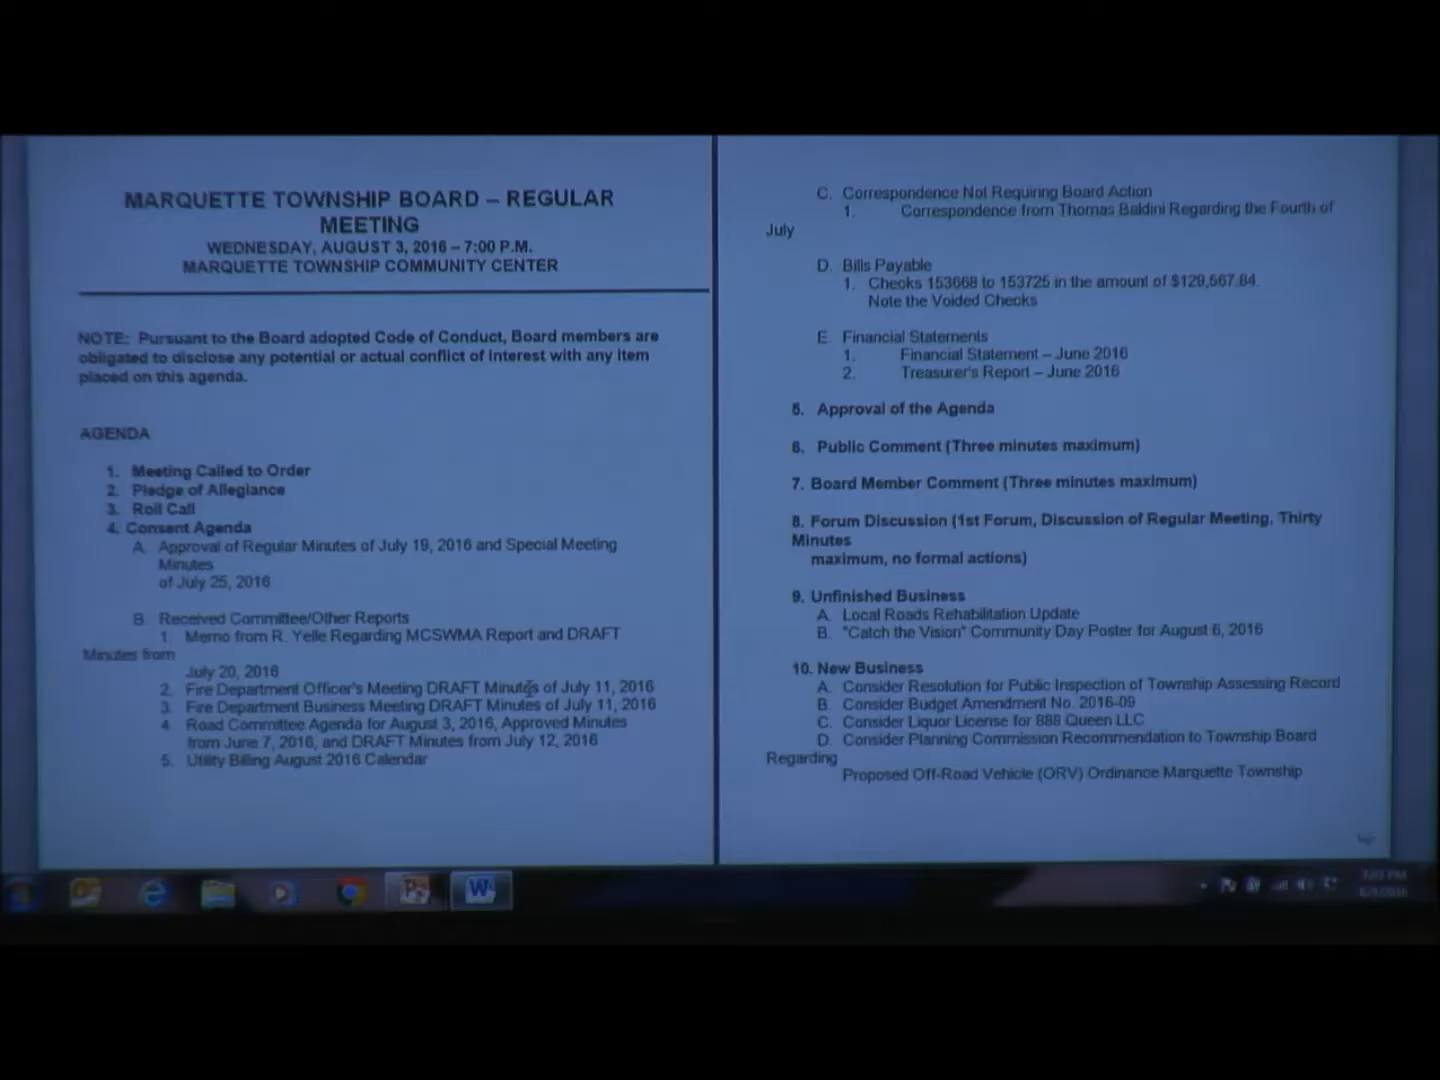 MARQUETTE TOWNSHIP BOARD – REGULAR
MEETING
WEDNESDAY, AUGUST 3, 2016 – 7:00 P.M.
MARQUETTE TOWNSHIP COMMUNITY CENTER
NOTE: Pursuant to the Board adopted Code of Conduct, Board members are
obligated to disclose any potential or actual conflict of interest with any item
placed on this agenda.
AGENDA
1. Meeting Called to Order
2. Pledge of Allegiance
3. Roll Call
4. Consent Agenda
A. Approval of Regular Minutes of July 19, 2016 and Special Meeting
Minutes
of July 25, 2016
B. Received Committee/Other Reports
1. Memo from R. Yelle Regarding MCSWMA Report and DRAFT
Minutes from
July 20, 2016
2. Fire Department Officer's Meeting DRAFT Minutes of July 11, 2016
3. Fire Department Business Meeting DRAFT Minutes of July 11, 2016
4. Road Committee Agenda for August 3, 2016, Approved Minutes
from June 7, 2016, and DRAFT Minutes from July 12, 2016
5. Utility Billing August 2016 Calendar
C. Correspondence Not Requiring Board Action
1. Correspondence from Thomas Baldini Regarding the Fourth of
July
D. Bills Payable
1. Checks 153668 to 153725 in the amount of $129,567.84.
Note the Voided Checks
E. Financial Statements
1. Financial Statement – June 2016
2. Treasurer's Report – June 2016
5. Approval of the Agenda
6. Public Comment (Three minutes maximum)
7. Board Member Comment (Three minutes maximum)
8. Forum Discussion (1st Forum, Discussion of Regular Meeting, Thirty
Minutes
maximum, no formal actions)
9. Unfinished Business
A. Local Roads Rehabilitation Update
B. "Catch the Vision" Community Day Poster for August 6, 2016
10. New Business
A. Consider Resolution for Public Inspection of Township Assessing Record
B. Consider Budget Amendment No. 2016-09
C. Consider Liquor License for 888 Queen LLC
D. Consider Planning Commission Recommendation to Township Board
Regarding
Proposed Off-Road Vehicle (ORV) Ordinance Marquette Township